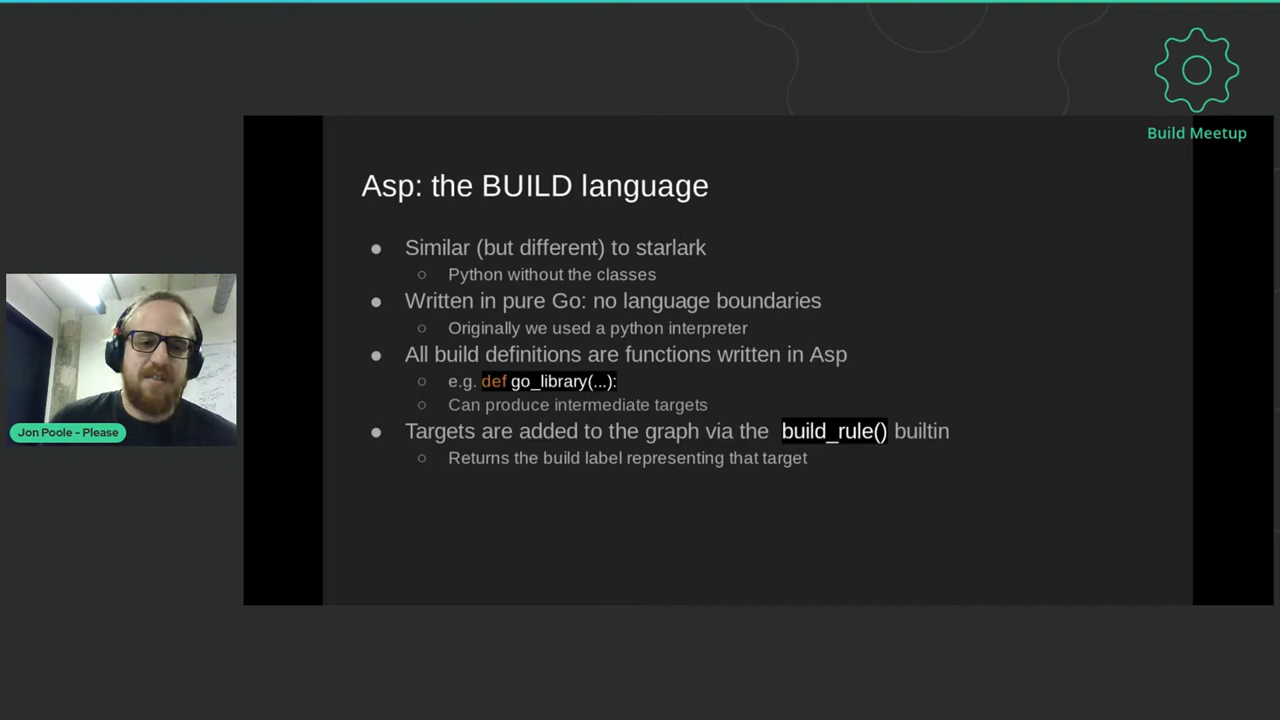 Build Meetup
Asp: the BUILD language
● Similar (but different) to starlark
○ Python without the classes
● Written in pure Go: no language boundaries
○ Originally we used a python interpreter
● All build definitions are functions written in Asp
○ e.g. def go_library(...):
○ Can produce intermediate targets
● Targets are added to the graph via the build_rule() builtin
○ Returns the build label representing that target
Jon Poole - Please